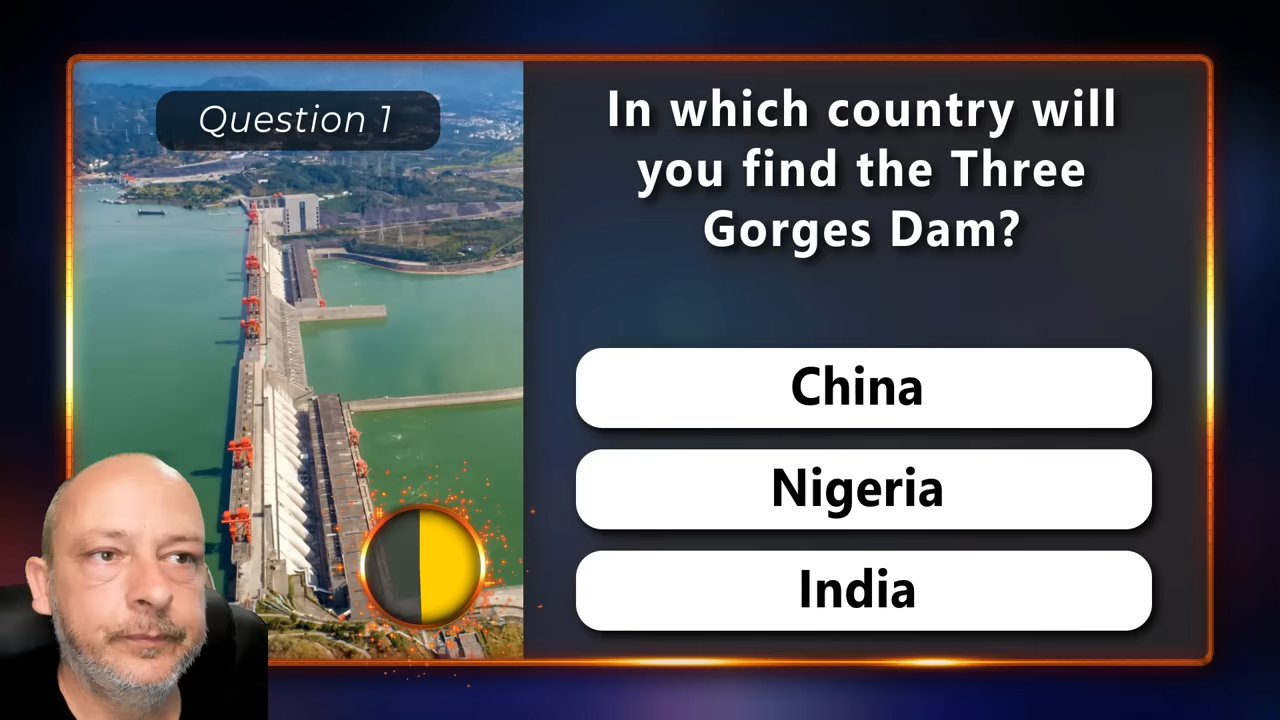 Question 1
In which country will
you find the Three
Gorges Dam?
China
Nigeria
India